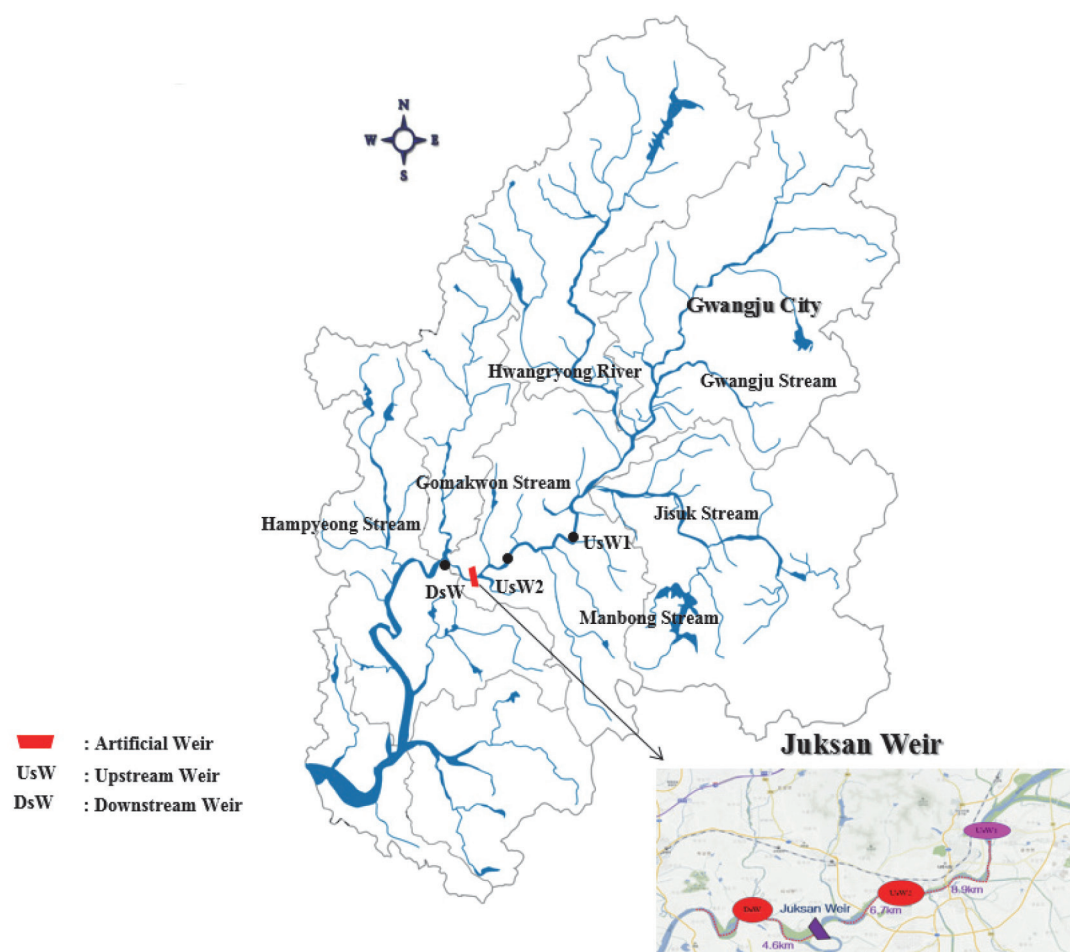 N
W E
S
Gwangju City
Hwangryong River
Gwangju Stream
Gomakwon Stream
Jisuk Stream
Hampyeong Stream
UsW1
UsW2
DsW
Manbong Stream
Juksan Weir
: Artificial Weir
UsW : Upstream Weir
DsW : Downstream Weir
UsW1
UsW2
8.9km
DsW
Juksan Weir
6.7km
4.6km